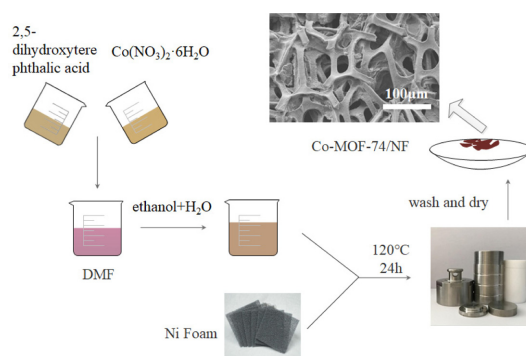 2,5-
dihydroxytere
phthalic acid
Co(NO₃)₂·6H₂O
100μm
Co-MOF-74/NF
ethanol+H₂O
wash and dry
DMF
120℃
24h
Ni Foam